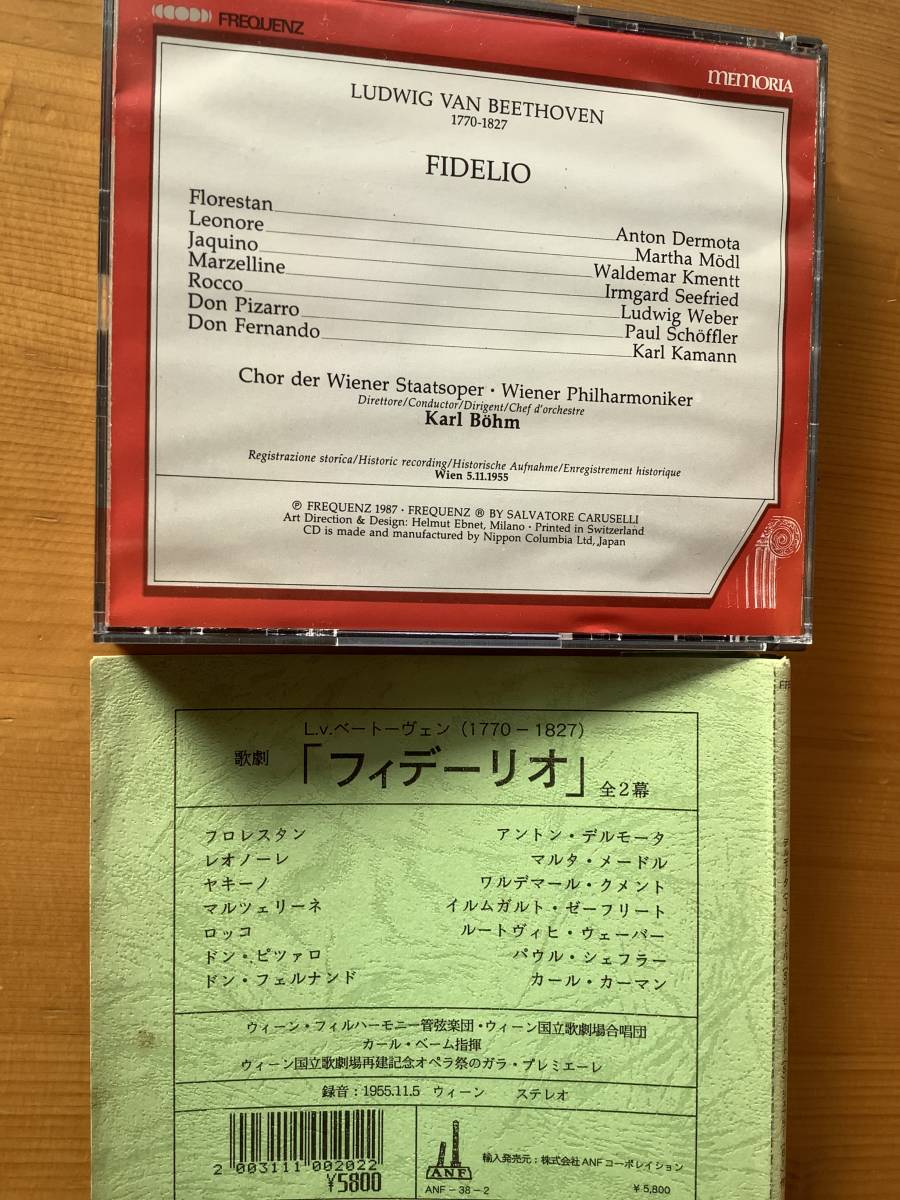 FREQUENZ
MEMORIA
LUDWIG VAN BEETHOVEN
1770-1827
FIDELIO
Florestan Anton Dermota
Leonore Martha Mödl
Jaquino Waldemar Kmentt
Marzelline Irmgard Seefried
Rocco Ludwig Weber
Don Pizarro Paul Schöffler
Don Fernando Karl Kamann
Chor der Wiener Staatsoper · Wiener Philharmoniker
Direttore/Conductor/Dirigent/Chef d'orchestre
Karl Böhm
Registrazione storica/Historic recording/Historische Aufnahme/Enregistrement historique
Wien 5.11.1955
℗ FREQUENZ 1987 · FREQUENZ ® BY SALVATORE CARUSELLI
Art Direction & Design: Helmut Ebnet, Milano · Printed in Switzerland
CD is made and manufactured by Nippon Columbia Ltd, Japan
L.v.ベートーヴェン (1770－1827)
歌劇「フィデーリオ」全2幕
フロレスタン アントン・デルモータ
レオノーレ マルタ・メードル
ヤキーノ ワルデマール・クメント
マルツェリーネ イルムガルト・ゼーフリート
ロッコ ルートヴィヒ・ウェーバー
ドン・ピツァロ パウル・シェフラー
ドン・フェルナンド カール・カーマン
ウィーン・フィルハーモニー管弦楽団・ウィーン国立歌劇場合唱団
カール・ベーム指揮
ウィーン国立歌劇場再建記念オペラ祭のガラ・プレミエーレ
録音：1955.11.5 ウィーン ステレオ
2 003111 002022
¥5800
ANF
ANF－38－2
輸入発売元：株式会社ANFコーポレイション
¥5,800